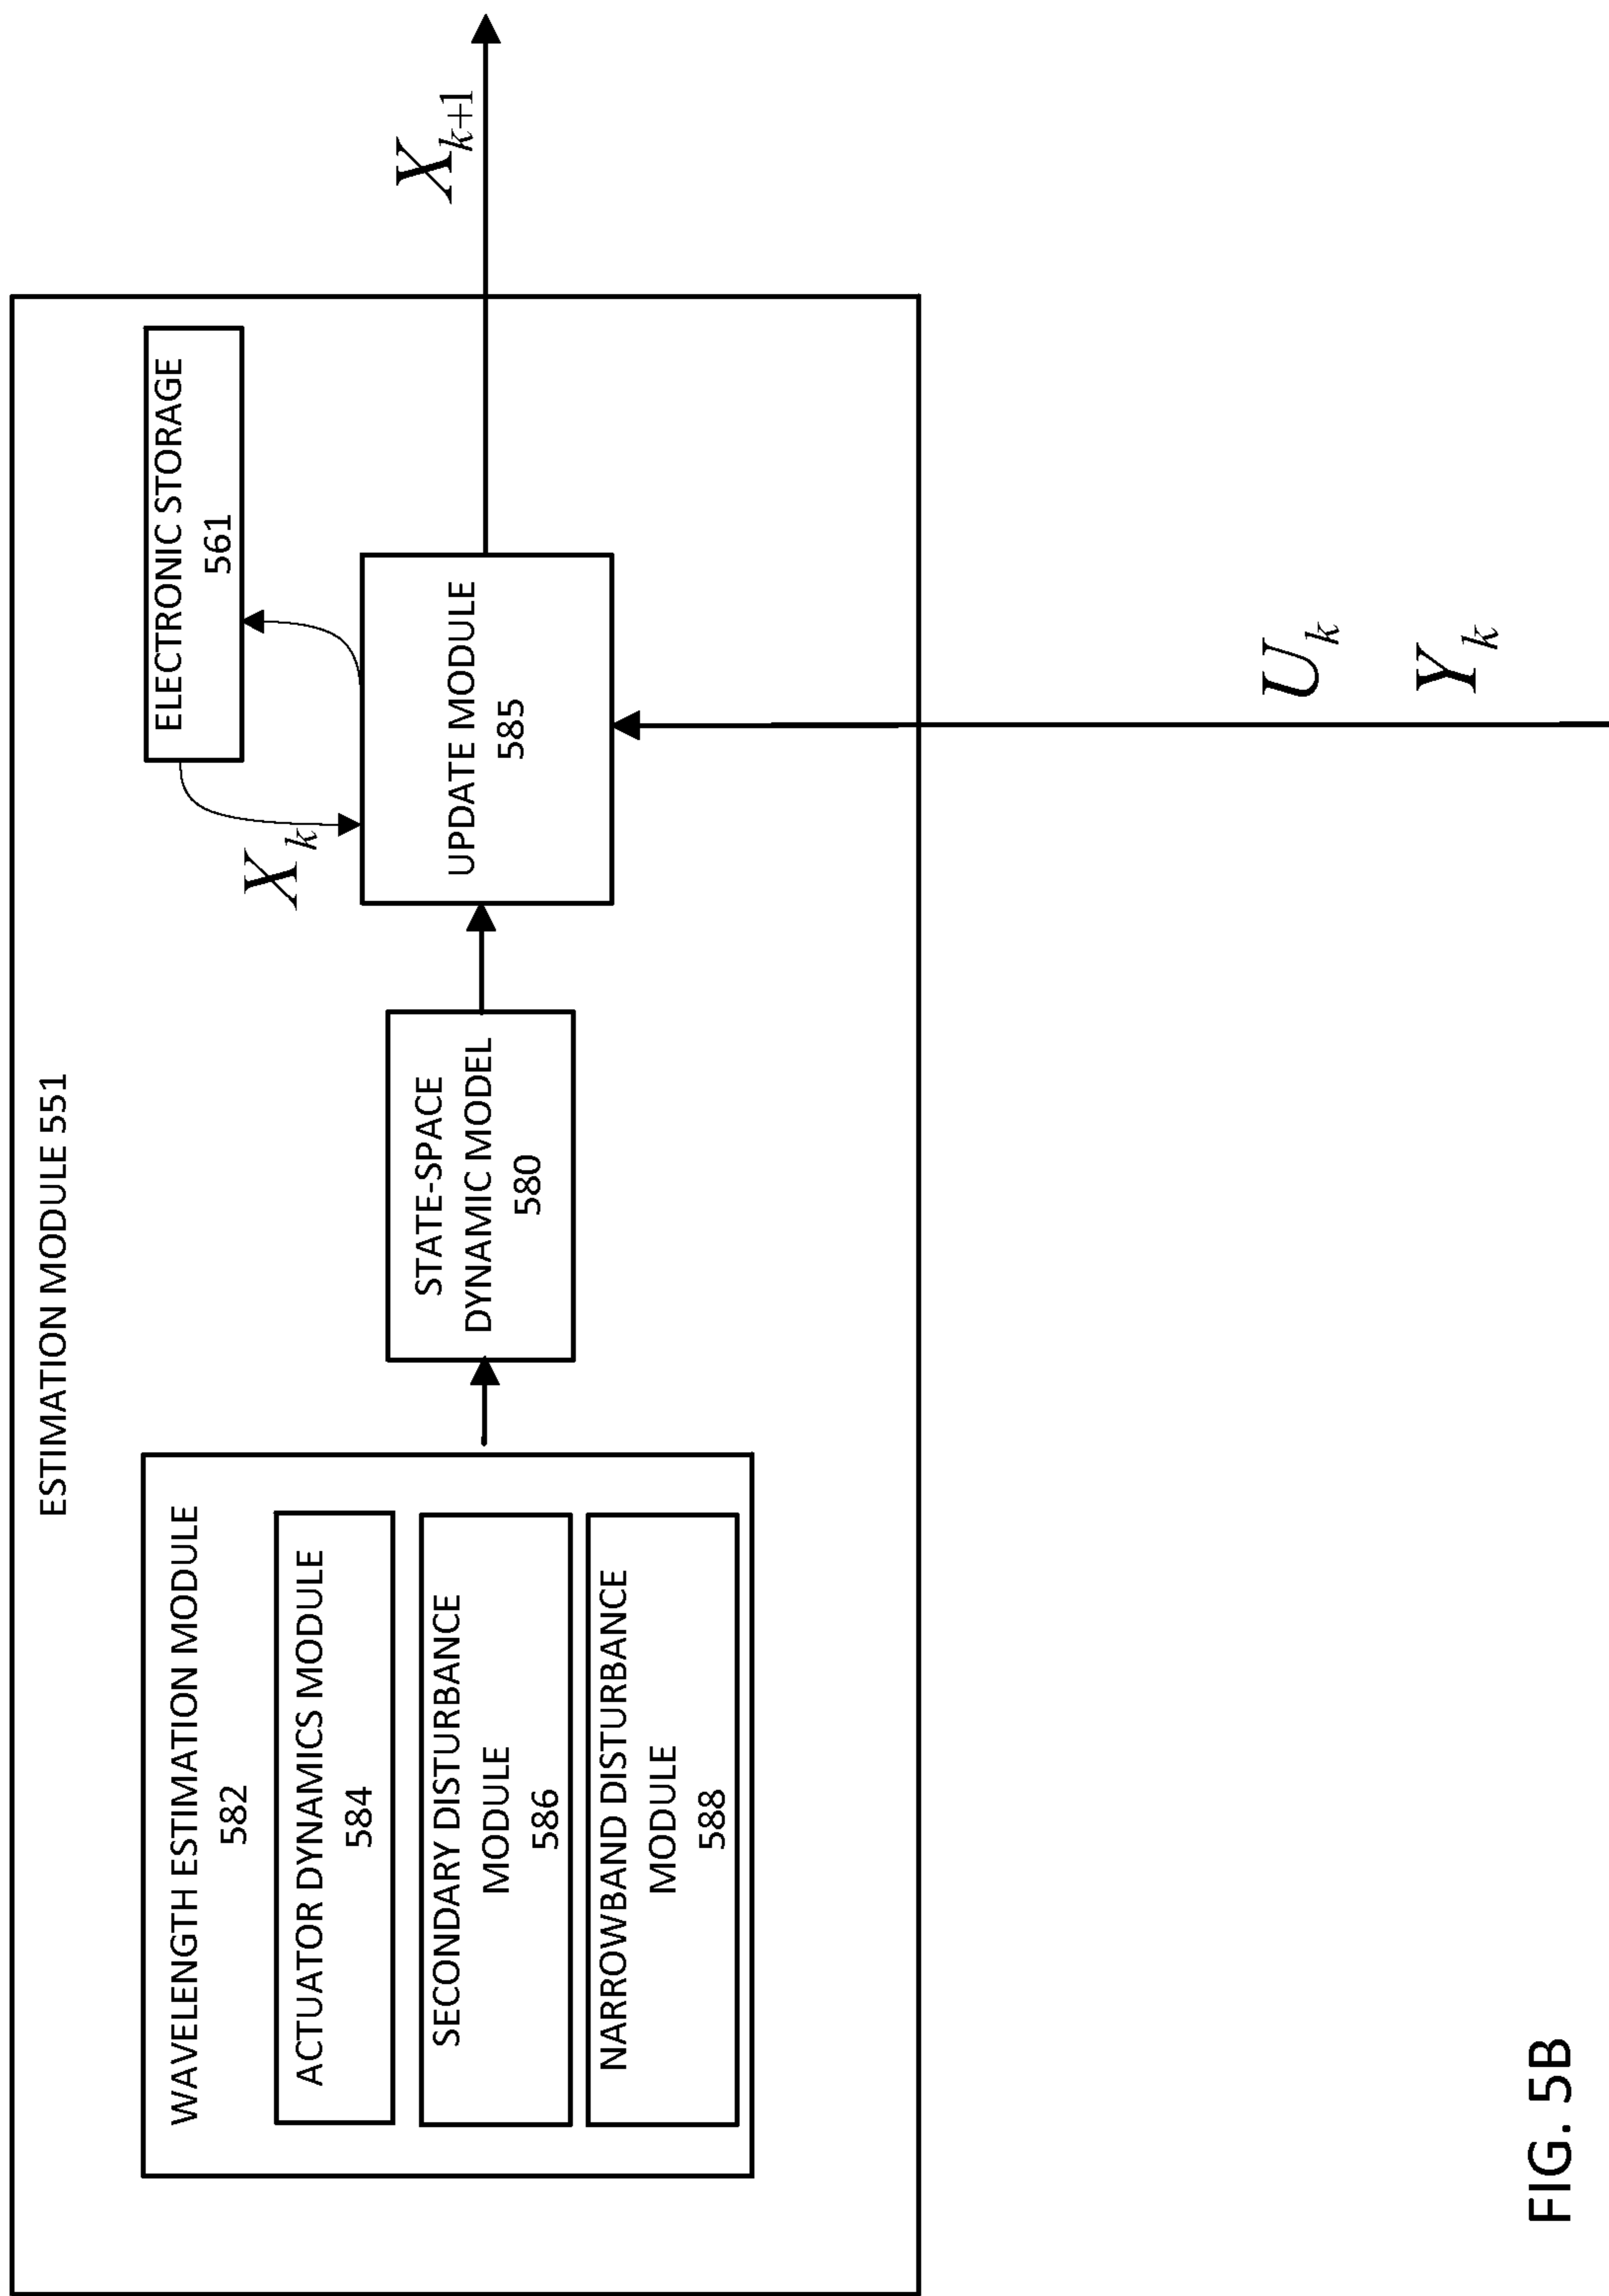 ESTIMATION MODULE 551
WAVELENGTH ESTIMATION MODULE
582
ACTUATOR DYNAMICS MODULE
584
SECONDARY DISTURBANCE
MODULE
586
NARROWBAND DISTURBANCE
MODULE
588
STATE-SPACE
DYNAMIC MODEL
580
X_k
ELECTRONIC STORAGE
561
UPDATE MODULE
585
X_{k+1}
U_k
Y_k
FIG. 5B